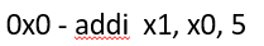 0x0 - addi x1, x0, 5